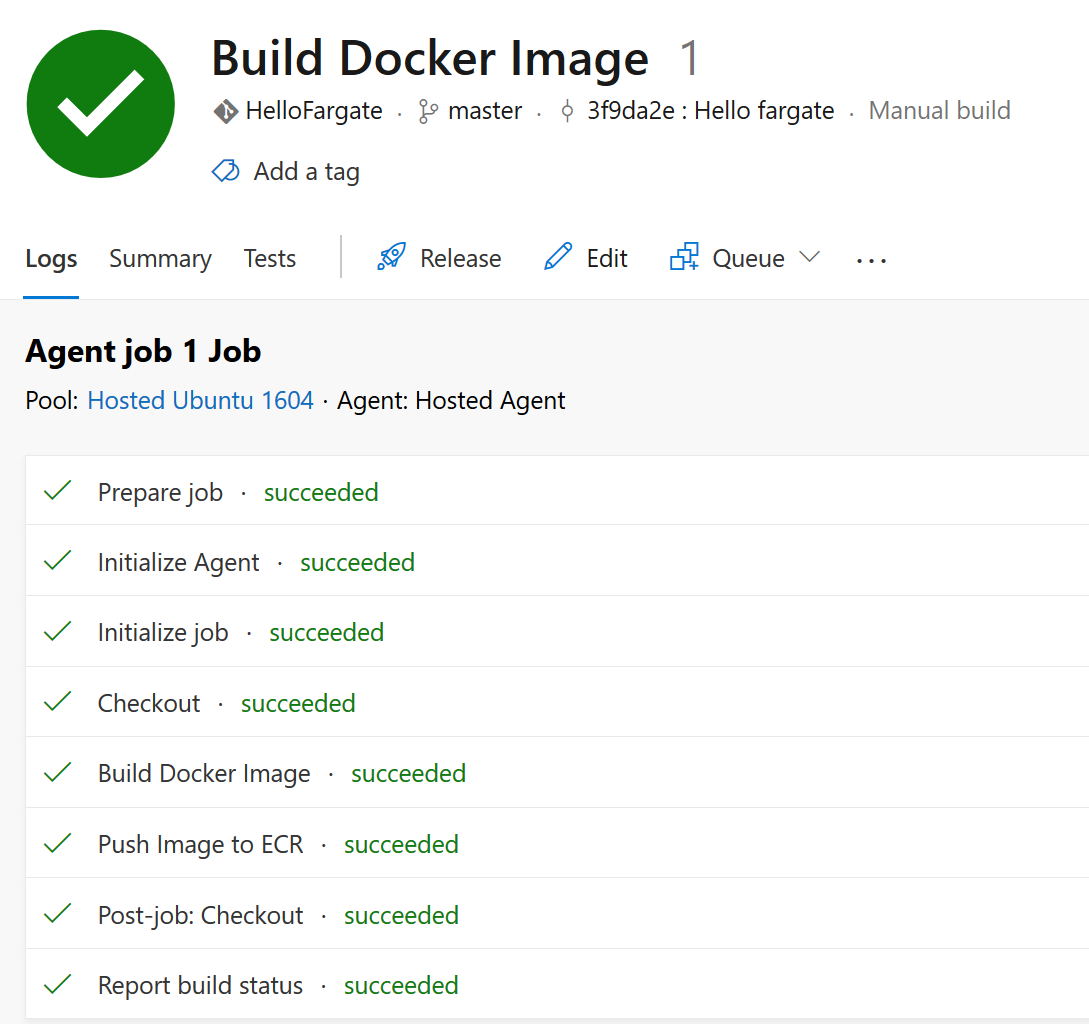 Build Docker Image 1
HelloFargate · master · 3f9da2e : Hello fargate · Manual build
Add a tag
Logs Summary Tests Release Edit Queue ...
Agent job 1 Job
Pool: Hosted Ubuntu 1604 · Agent: Hosted Agent
Prepare job · succeeded
Initialize Agent · succeeded
Initialize job · succeeded
Checkout · succeeded
Build Docker Image · succeeded
Push Image to ECR · succeeded
Post-job: Checkout · succeeded
Report build status · succeeded